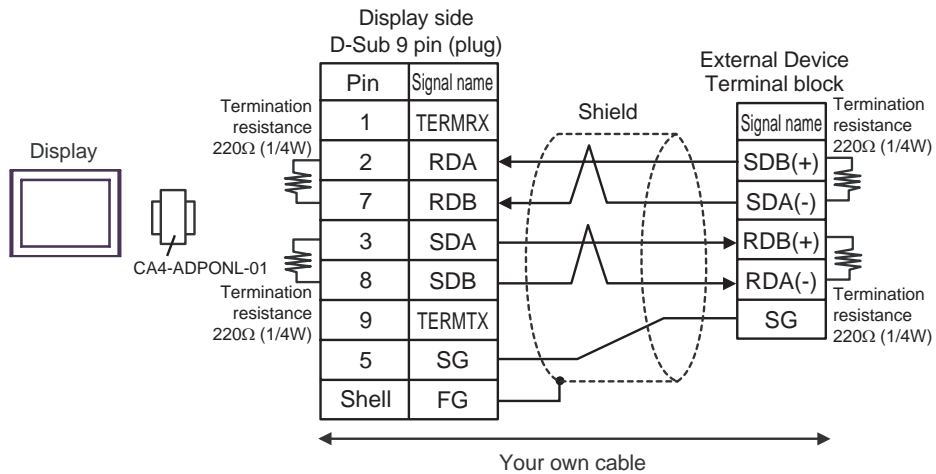 Display side
D-Sub 9 pin (plug)
External Device
Terminal block
Pin Signal name
1 TERMRX
2 RDA
7 RDB
3 SDA
8 SDB
9 TERMTX
5 SG
Shell FG
Termination
resistance
220Ω (1/4W)
Termination
resistance
220Ω (1/4W)
Display
CA4-ADPONL-01
Shield
Signal name
SDB(+)
SDA(-)
RDB(+)
RDA(-)
SG
Termination
resistance
220Ω (1/4W)
Termination
resistance
220Ω (1/4W)
Your own cable